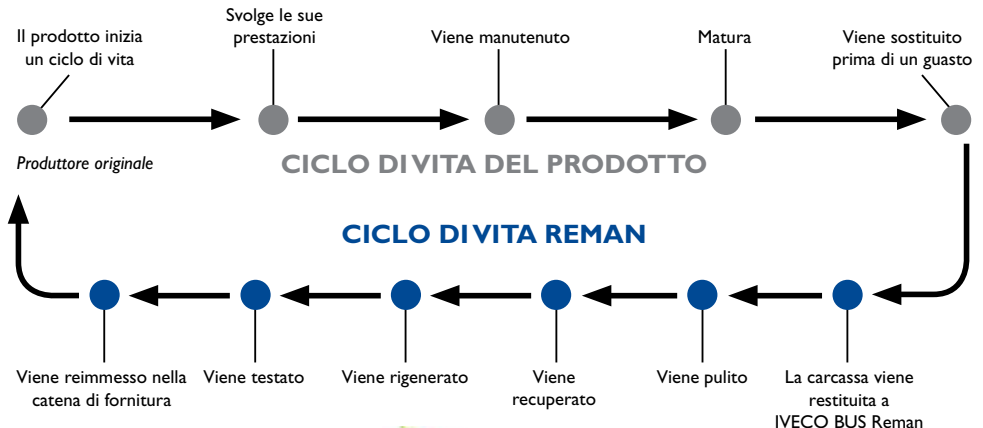 Il prodotto inizia
un ciclo di vita
Svolge le sue
prestazioni
Viene manutenuto
Matura
Viene sostituito
prima di un guasto
Produttore originale
CICLO DI VITA DEL PRODOTTO
CICLO DI VITA REMAN
Viene reimmesso nella
catena di fornitura
Viene testato
Viene rigenerato
Viene
recuperato
Viene pulito
La carcassa viene
restituita a
IVECO BUS Reman